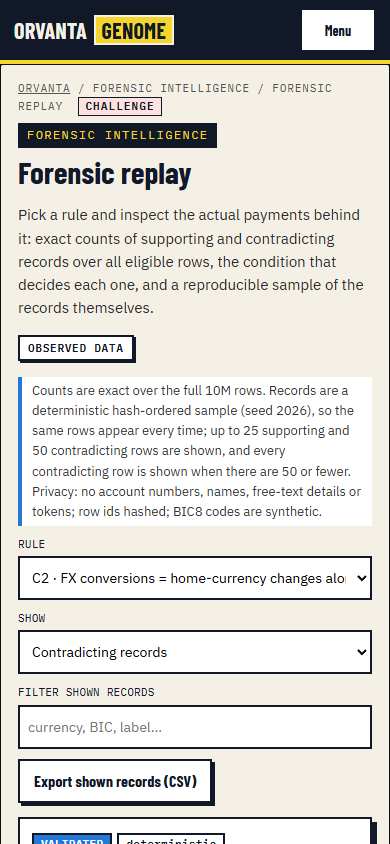 ORVANTA GENOME
Menu
ORVANTA / FORENSIC INTELLIGENCE / FORENSIC
REPLAY CHALLENGE
FORENSIC INTELLIGENCE
Forensic replay
Pick a rule and inspect the actual payments behind
it: exact counts of supporting and contradicting
records over all eligible rows, the condition that
decides each one, and a reproducible sample of the
records themselves.
OBSERVED DATA
Counts are exact over the full 10M rows. Records are a
deterministic hash-ordered sample (seed 2026), so the
same rows appear every time; up to 25 supporting and
50 contradicting rows are shown, and every
contradicting row is shown when there are 50 or fewer.
Privacy: no account numbers, names, free-text details or
tokens; row ids hashed; BIC8 codes are synthetic.
RULE
C2 · FX conversions = home-currency changes alo
SHOW
Contradicting records
FILTER SHOWN RECORDS
currency, BIC, label…
Export shown records (CSV)
VALIDATED deterministic